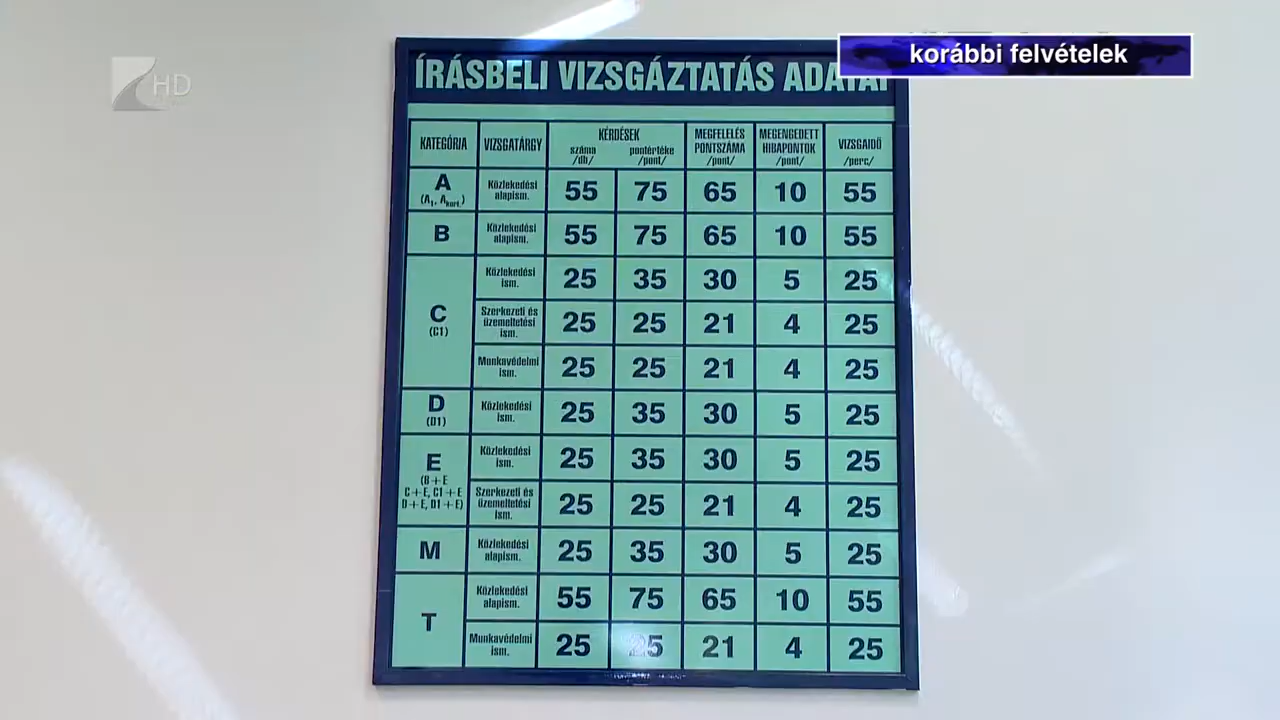 korábbi felvételek
HD
ÍRÁSBELI VIZSGÁZTATÁS ADATAI
KATEGÓRIA VIZSGATÁRGY KÉRDÉSEK száma /db/ pontértéke /pont/ MEGFELELÉS PONTSZÁMA /pont/ MEGENGEDETT HIBAPONTOK /pont/ VIZSGAIDŐ /perc/
A (A1, Akorl.) Közlekedési alapism. 55 75 65 10 55
B Közlekedési alapism. 55 75 65 10 55
C (C1) Közlekedési ism. 25 35 30 5 25
Szerkezeti és üzemeltetési ism. 25 25 21 4 25
Munkavédelmi ism. 25 25 21 4 25
D (D1) Közlekedési ism. 25 35 30 5 25
E (B+E C+E, C1+E D+E, D1+E) Közlekedési ism. 25 35 30 5 25
Szerkezeti és üzemeltetési ism. 25 25 21 4 25
M Közlekedési alapism. 25 35 30 5 25
T Közlekedési alapism. 55 75 65 10 55
Munkavédelmi ism. 25 25 21 4 25